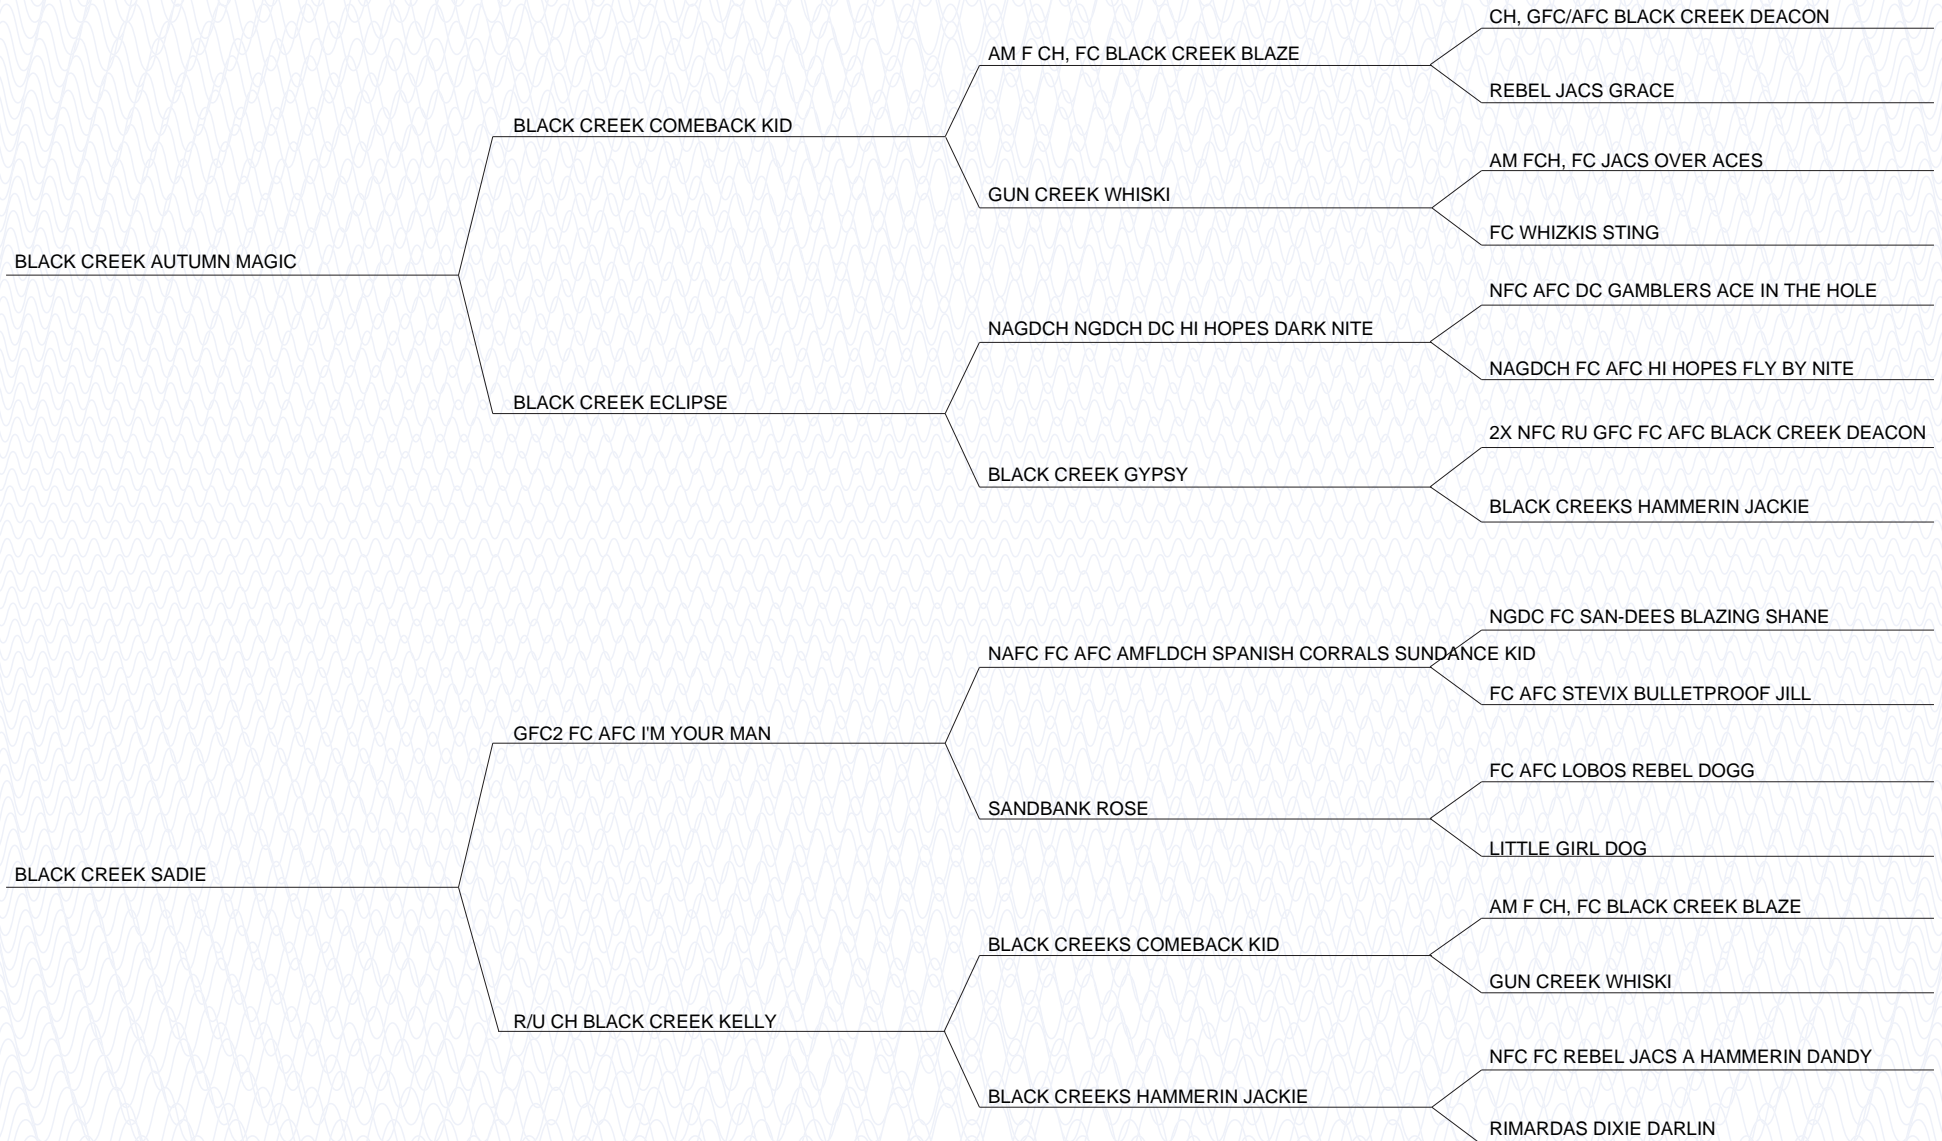 CH, GFC/AFC BLACK CREEK DEACON
AM F CH, FC BLACK CREEK BLAZE
REBEL JACS GRACE
BLACK CREEK COMEBACK KID
AM FCH, FC JACS OVER ACES
GUN CREEK WHISKI
FC WHIZKIS STING
BLACK CREEK AUTUMN MAGIC
NFC AFC DC GAMBLERS ACE IN THE HOLE
NAGDCH NGDCH DC HI HOPES DARK NITE
NAGDCH FC AFC HI HOPES FLY BY NITE
BLACK CREEK ECLIPSE
2X NFC RU GFC FC AFC BLACK CREEK DEACON
BLACK CREEK GYPSY
BLACK CREEKS HAMMERIN JACKIE
NGDC FC SAN-DEES BLAZING SHANE
NAFC FC AFC AMFLDCH SPANISH CORRALS SUNDANCE KID
FC AFC STEVIX BULLETPROOF JILL
GFC2 FC AFC I'M YOUR MAN
FC AFC LOBOS REBEL DOGG
SANDBANK ROSE
LITTLE GIRL DOG
BLACK CREEK SADIE
AM F CH, FC BLACK CREEK BLAZE
BLACK CREEKS COMEBACK KID
GUN CREEK WHISKI
R/U CH BLACK CREEK KELLY
NFC FC REBEL JACS A HAMMERIN DANDY
BLACK CREEKS HAMMERIN JACKIE
RIMARDAS DIXIE DARLIN